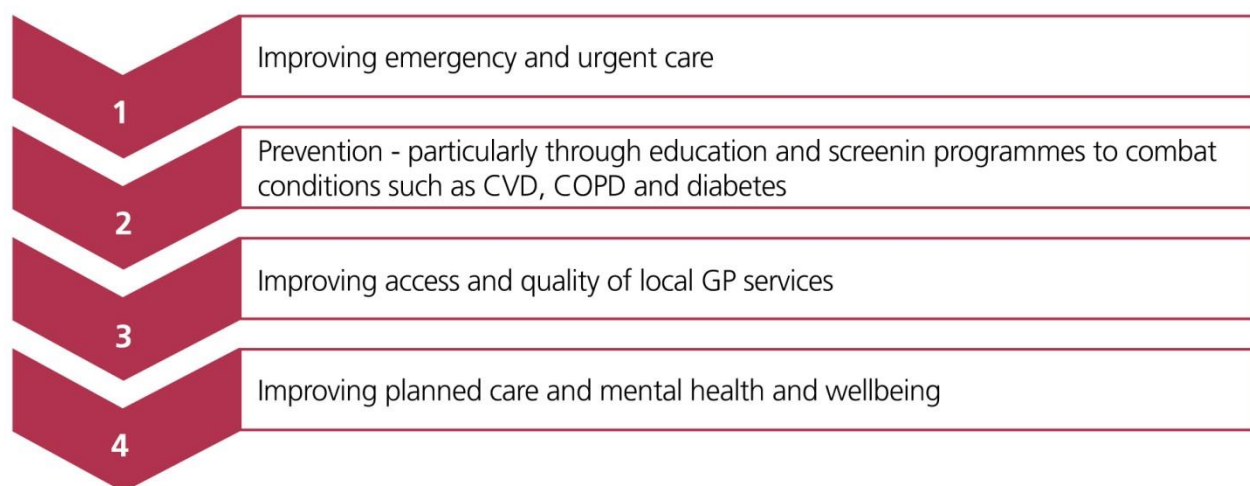 1
Improving emergency and urgent care
2
Prevention - particularly through education and screenin programmes to combat
conditions such as CVD, COPD and diabetes
3
Improving access and quality of local GP services
4
Improving planned care and mental health and wellbeing